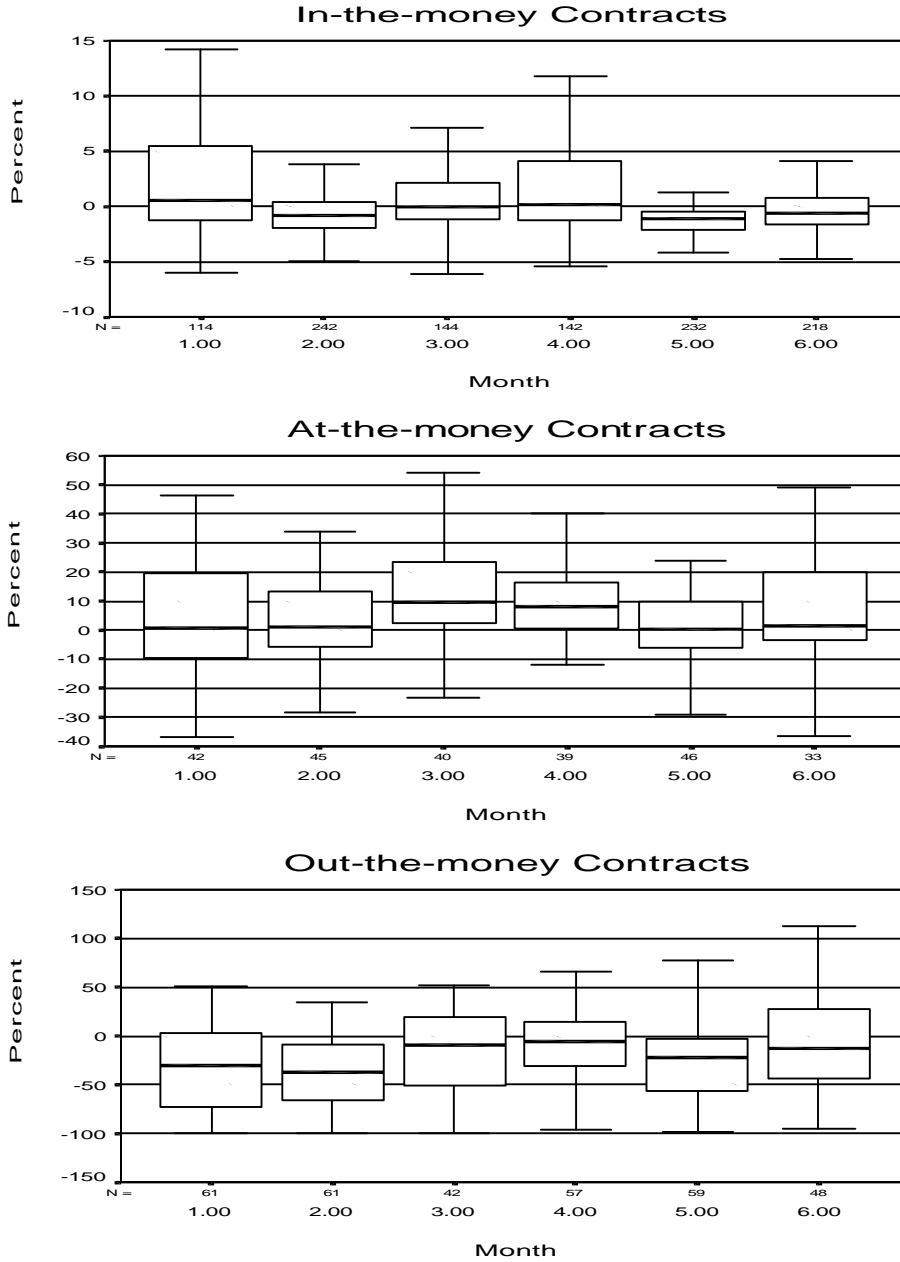 In-the-money Contracts
15
10
5
0
-5
-10
Percent
N = 114 242 144 142 232 218
1.00 2.00 3.00 4.00 5.00 6.00
Month
At-the-money Contracts
60
50
40
30
20
10
0
-10
-20
-30
-40
Percent
N = 42 45 40 39 46 33
1.00 2.00 3.00 4.00 5.00 6.00
Month
Out-the-money Contracts
150
100
50
0
-50
-100
-150
Percent
N = 61 61 42 57 59 48
1.00 2.00 3.00 4.00 5.00 6.00
Month